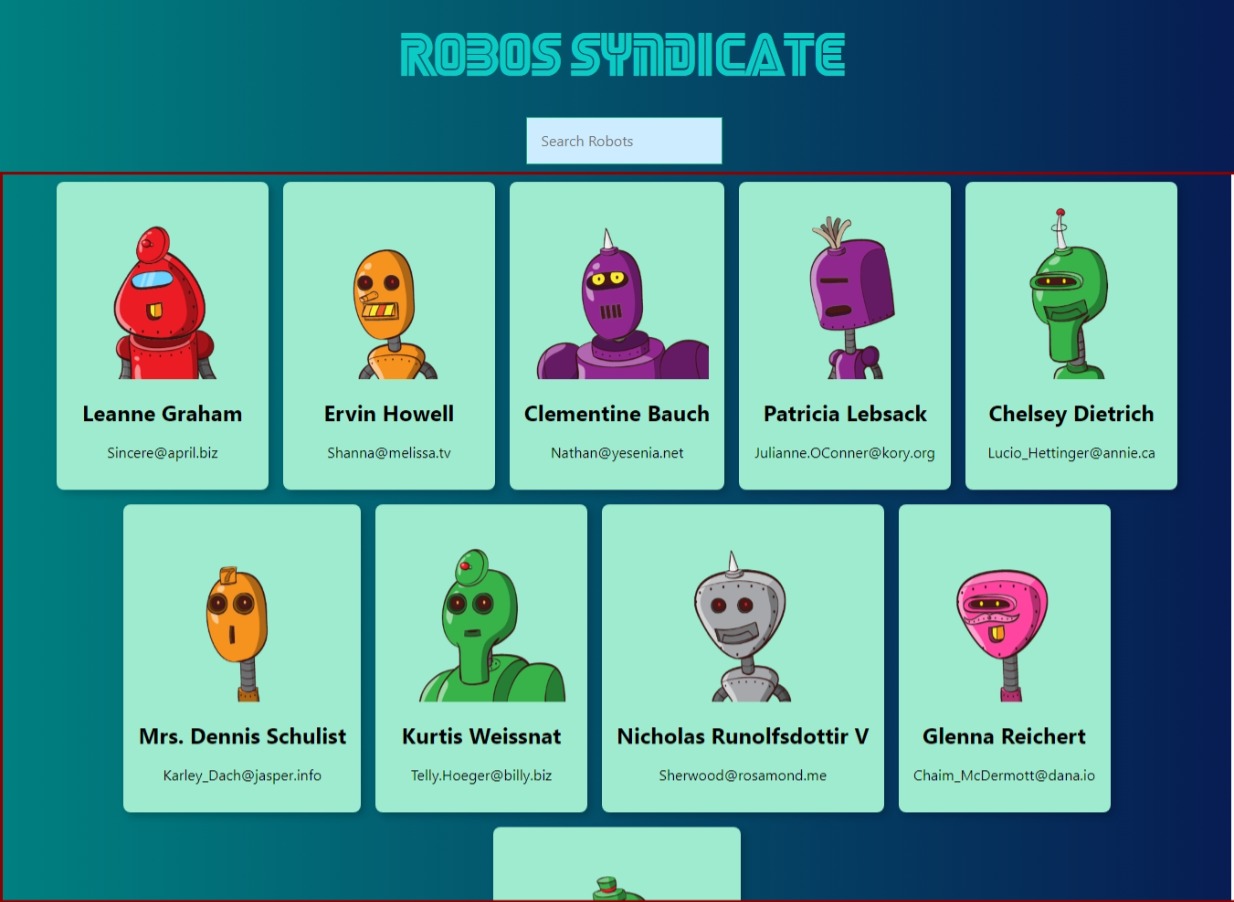 ROBOS SYNDICATE
Search Robots
Leanne Graham
Sincere@april.biz
Ervin Howell
Shanna@melissa.tv
Clementine Bauch
Nathan@yesenia.net
Patricia Lebsack
Julianne.OConner@kory.org
Chelsey Dietrich
Lucio_Hettinger@annie.ca
Mrs. Dennis Schulist
Karley_Dach@jasper.info
Kurtis Weissnat
Telly.Hoeger@billy.biz
Nicholas Runolfsdottir V
Sherwood@rosamond.me
Glenna Reichert
Chaim_McDermott@dana.io